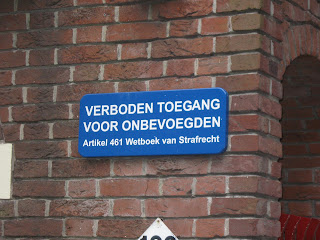 VERBODEN TOEGANG
VOOR ONBEVOEGDEN
Artikel 461 Wetboek van Strafrecht